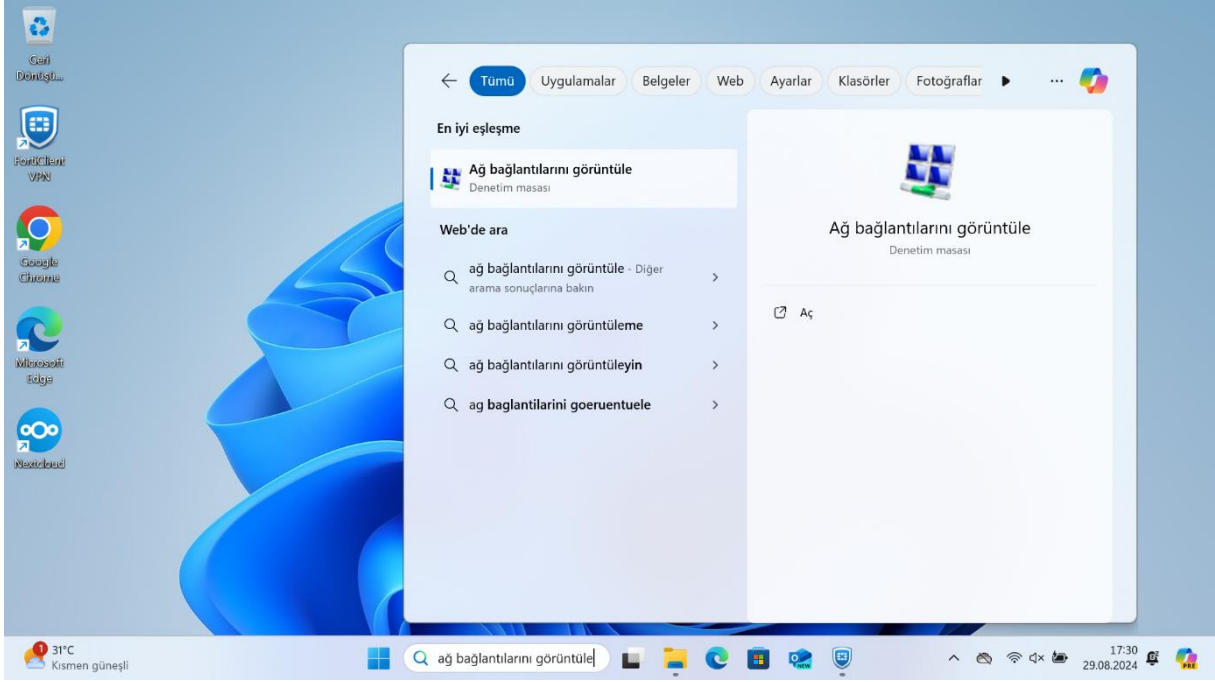 Geri
Dönüşü...
FortiClient
VPN
Google
Chrome
Microsoft
Edge
Nextcloud
Tümü
Uygulamalar
Belgeler
Web
Ayarlar
Klasörler
Fotoğraflar
...
En iyi eşleşme
Ağ bağlantılarını görüntüle
Denetim masası
Web'de ara
ağ bağlantılarını görüntüle - Diğer
arama sonuçlarına bakın
ağ bağlantılarını görüntüleme
ağ bağlantılarını görüntüleyin
ag baglantilarini goeruentuele
Ağ bağlantılarını görüntüle
Denetim masası
Aç
1
31°C
Kısmen güneşli
ağ bağlantılarını görüntüle
NEW
17:30
29.08.2024
PRE